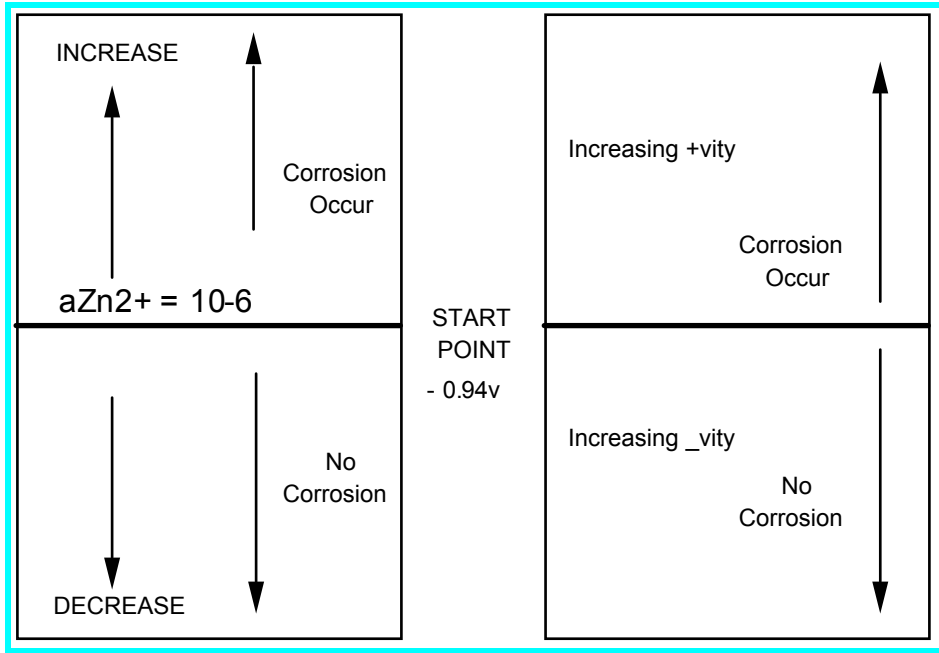 INCREASE
Corrosion
Occur
aZn2+ = 10-6
No
Corrosion
DECREASE
START
POINT
- 0.94v
Increasing +vity
Corrosion
Occur
Increasing _vity
No
Corrosion